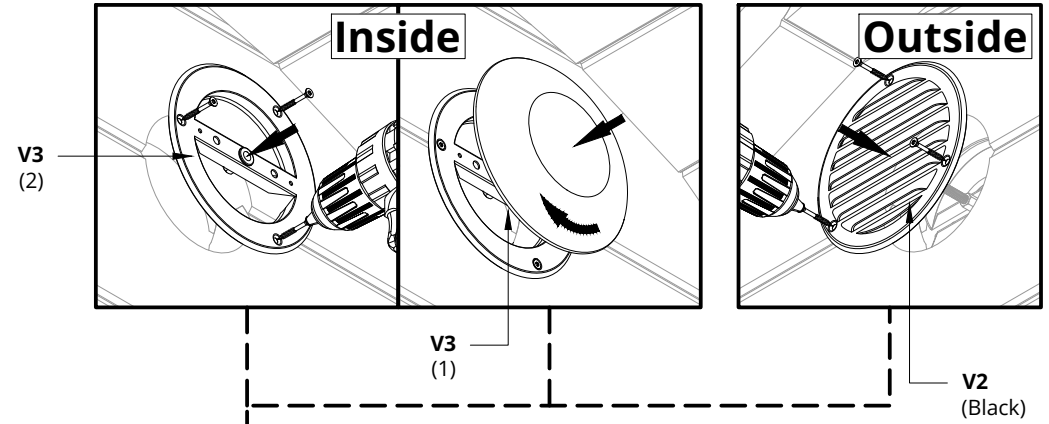 Inside
Outside
V3
(2)
V3
(1)
V2
(Black)